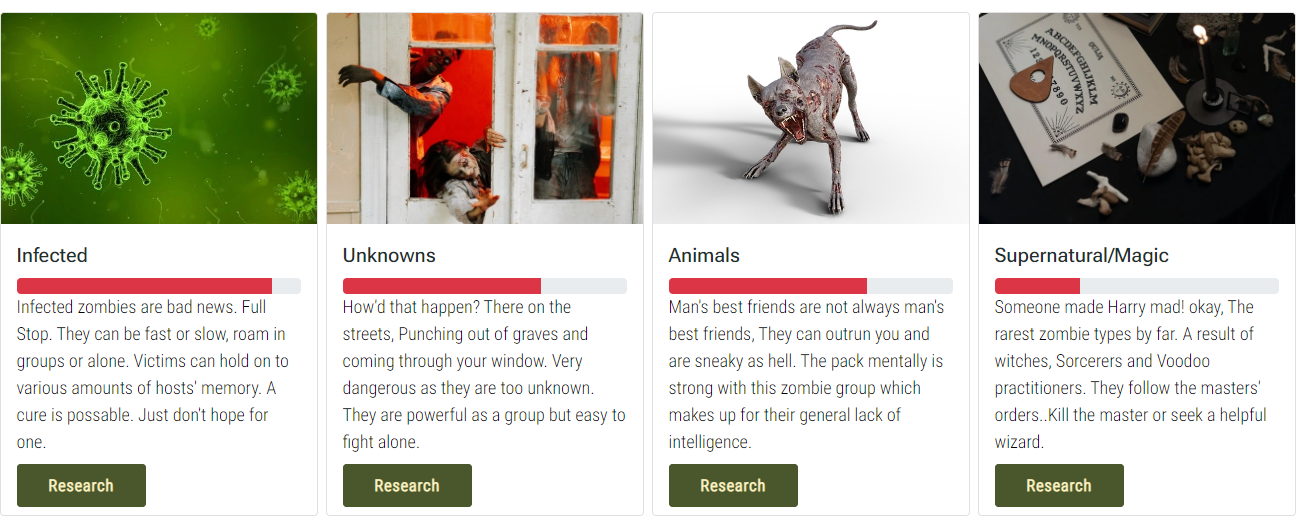 ABCDEFGHIJKLM
NOPQRSTUVWXYZ
OUIJA
Infected
Infected zombies are bad news. Full
Stop. They can be fast or slow, roam in
groups or alone. Victims can hold on to
various amounts of hosts' memory. A
cure is possable. Just don't hope for
one.
Research
Unknowns
How'd that happen? There on the
streets, Punching out of graves and
coming through your window. Very
dangerous as they are too unknown.
They are powerful as a group but easy to
fight alone.
Research
Animals
Man's best friends are not always man's
best friends, They can outrun you and
are sneaky as hell. The pack mentally is
strong with this zombie group which
makes up for their general lack of
intelligence.
Research
Supernatural/Magic
Someone made Harry mad! okay, The
rarest zombie types by far. A result of
witches, Sorcerers and Voodoo
practitioners. They follow the masters'
orders..Kill the master or seek a helpful
wizard.
Research